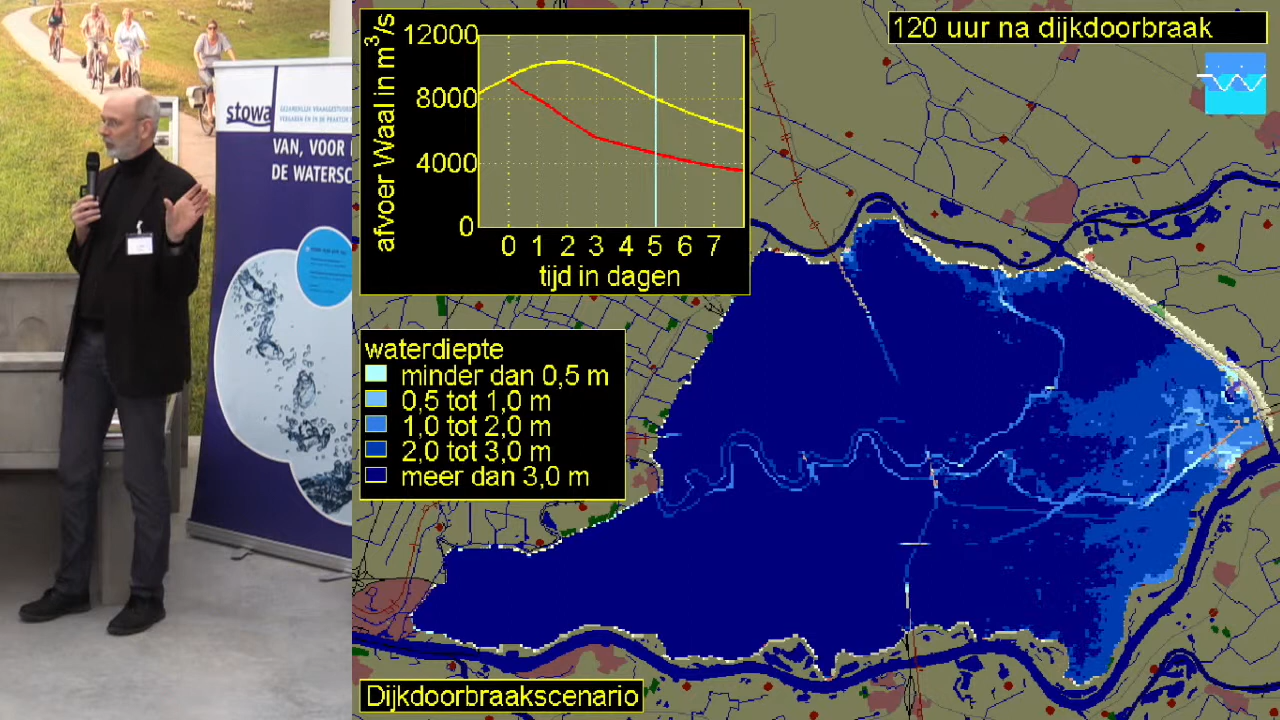 stowa
VAN, VOOR
DE WATERSC
afvoer Waal in m³/s
12000
8000
4000
0
0 1 2 3 4 5 6 7
tijd in dagen
120 uur na dijkdoorbraak
waterdiepte
minder dan 0,5 m
0,5 tot 1,0 m
1,0 tot 2,0 m
2,0 tot 3,0 m
meer dan 3,0 m
Dijkdoorbraakscenario